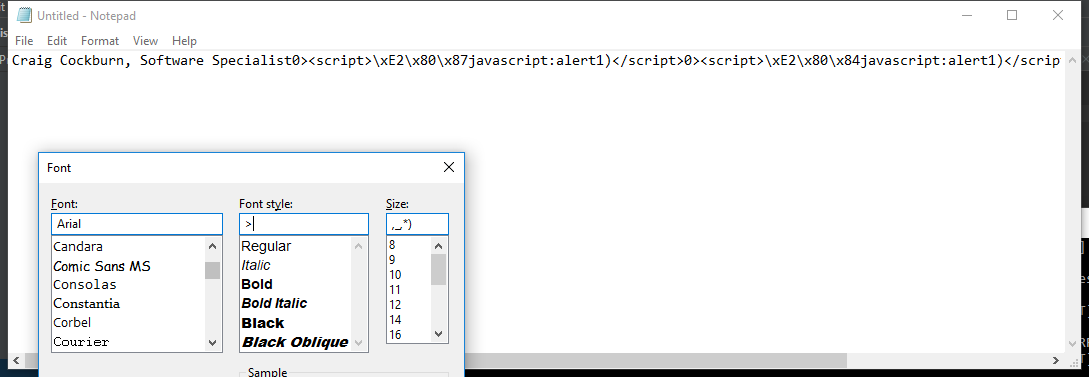 Untitled - Notepad
File Edit Format View Help
Craig Cockburn, Software Specialist0><script>\xE2\x80\x87javascript:alert1)</script>0><script>\xE2\x80\x84javascript:alert1)</script
Font
Font: Font style: Size:
Arial >  ,_*)
Candara Regular 8
Comic Sans MS Italic 9
Consolas Bold 10
Constantia Bold Italic 11
Corbel Black 12
Courier Black Oblique 14
16
Sample